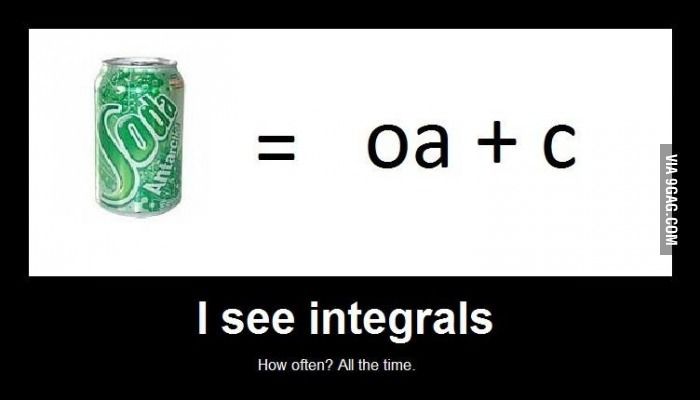 Soda
Antarctica
= oa + c
VIA 9GAG.COM
I see integrals
How often? All the time.